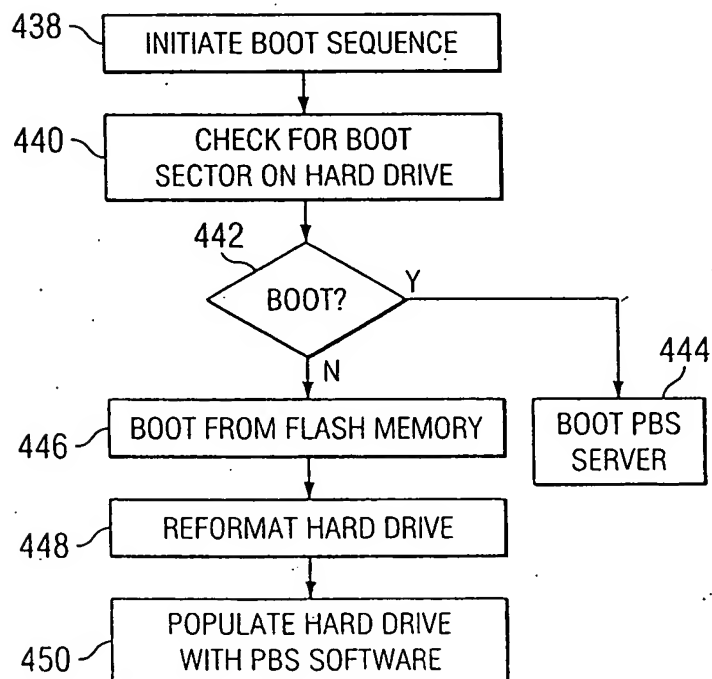 438
INITIATE BOOT SEQUENCE
440
CHECK FOR BOOT
SECTOR ON HARD DRIVE
442
BOOT?
Y
N
444
BOOT PBS
SERVER
446
BOOT FROM FLASH MEMORY
448
REFORMAT HARD DRIVE
450
POPULATE HARD DRIVE
WITH PBS SOFTWARE